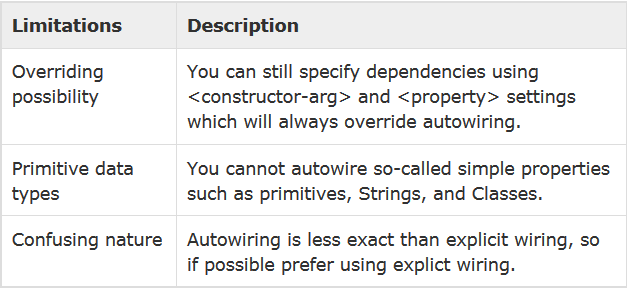 Limitations Description
Overriding possibility You can still specify dependencies using <constructor-arg> and <property> settings which will always override autowiring.
Primitive data types You cannot autowire so-called simple properties such as primitives, Strings, and Classes.
Confusing nature Autowiring is less exact than explicit wiring, so if possible prefer using explict wiring.